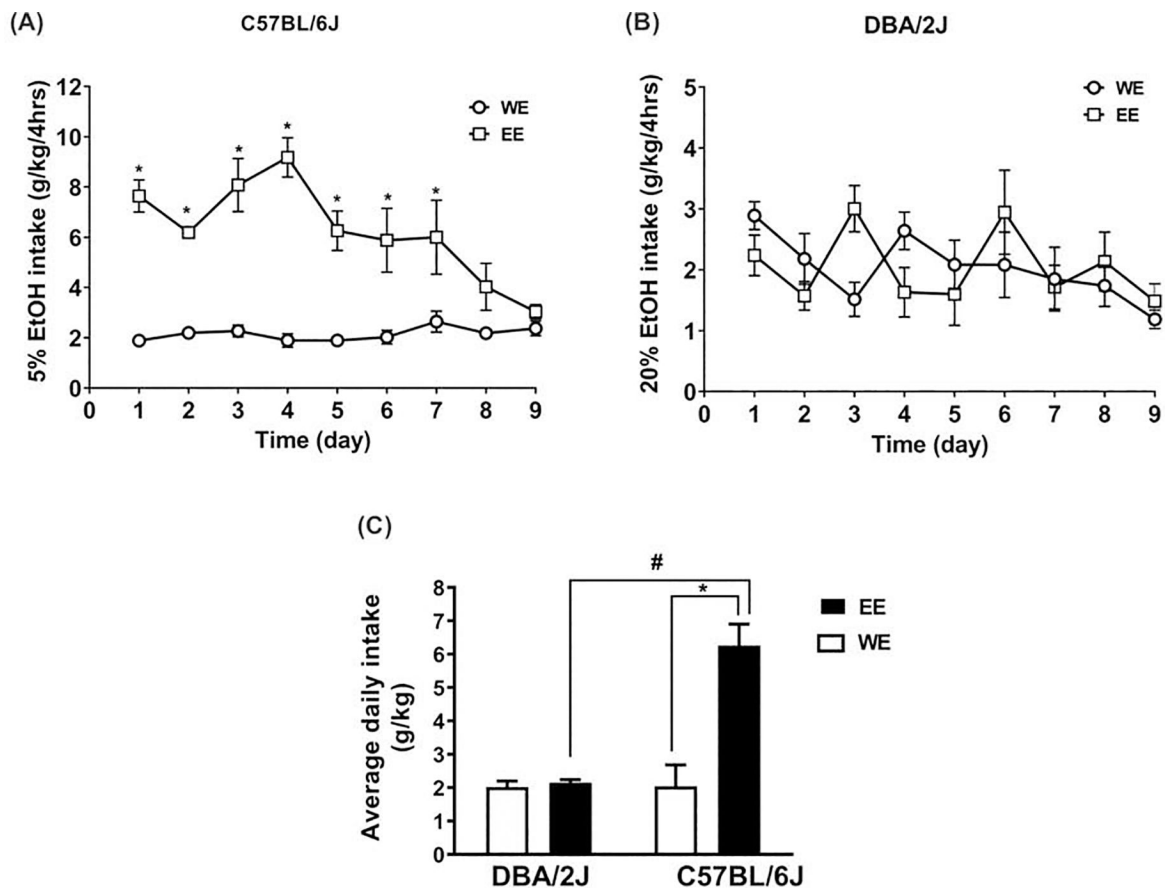 (A)
C57BL/6J
5% EtOH intake (g/kg/4hrs)
12
10
8
6
4
2
0
* * * * * * *
WE
EE
0 1 2 3 4 5 6 7 8 9
Time (day)
(B)
DBA/2J
20% EtOH intake (g/kg/4hrs)
5
4
3
2
1
0
WE
EE
0 1 2 3 4 5 6 7 8 9
Time (day)
(C)
Average daily intake
(g/kg)
8
7
6
5
4
3
2
1
0
#
*
EE
WE
DBA/2J C57BL/6J